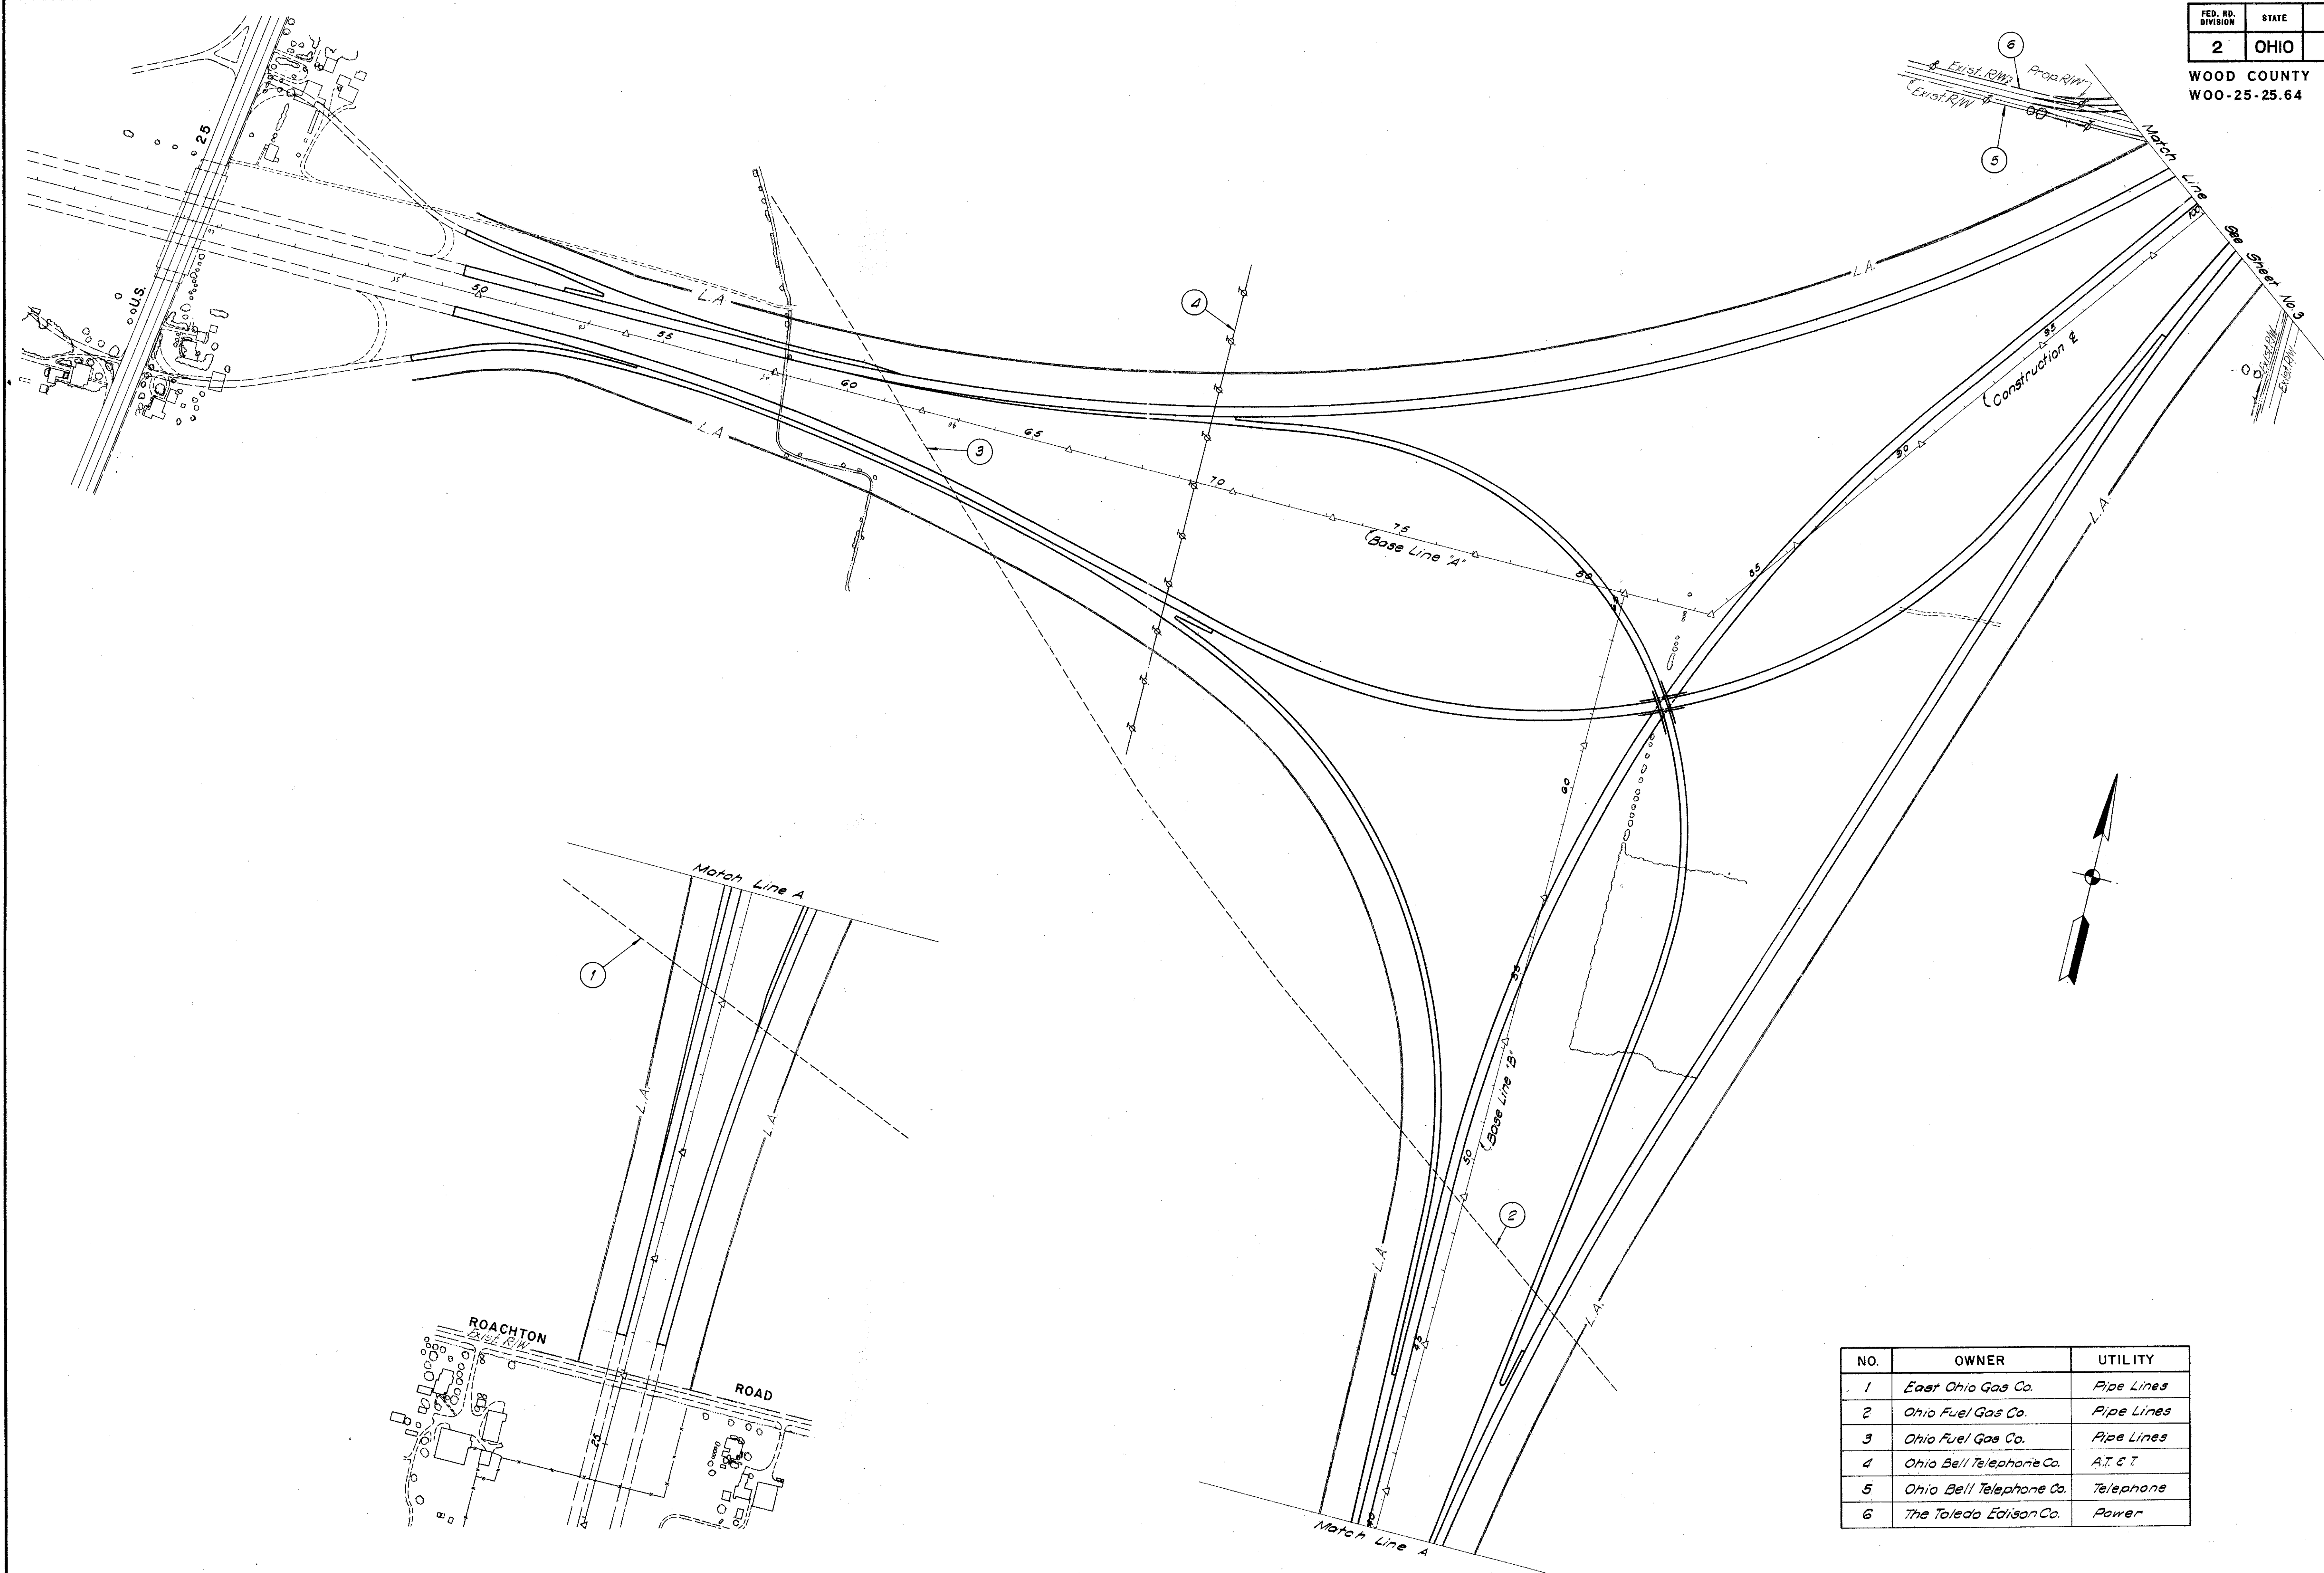 FED. RD. DIVISION STATE
2 OHIO
WOOD COUNTY
WOO-25-25.64
6
Exist. R/W
Prop. R/W
Exist. R/W
5
Match Line See Sheet No. 3
100
Exist. R/W
Exist. R/W
U.S. 25
50
55
60
65
70
75
80
85
90
95
L.A.
L.A.
L.A.
L.A.
3
4
Construction ℄
Base Line "A"
60
55
50
45
40
Base Line "B"
2
L.A.
L.A.
Match Line A
Match Line A
1
L.A.
L.A.
ROACHTON
Exist. R/W
ROAD
25
NO. OWNER UTILITY
1 East Ohio Gas Co. Pipe Lines
2 Ohio Fuel Gas Co. Pipe Lines
3 Ohio Fuel Gas Co. Pipe Lines
4 Ohio Bell Telephone Co. A.T. & T.
5 Ohio Bell Telephone Co. Telephone
6 The Toledo Edison Co. Power